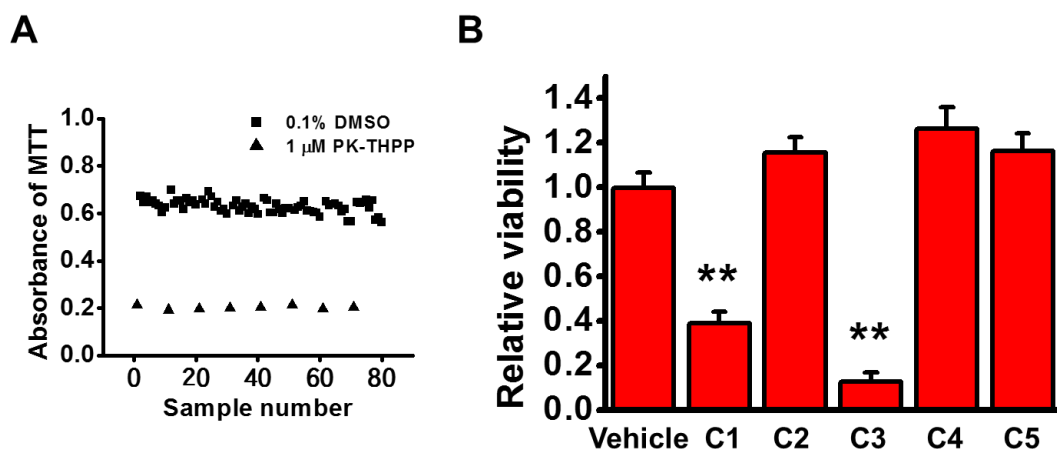 A
Absorbance of MTT
1.0
0.8
0.6
0.4
0.2
0.0
0.1% DMSO
1 μM PK-THPP
0 20 40 60 80
Sample number
B
Relative viability
1.4
1.2
1.0
0.8
0.6
0.4
0.2
0.0
**
**
Vehicle C1 C2 C3 C4 C5